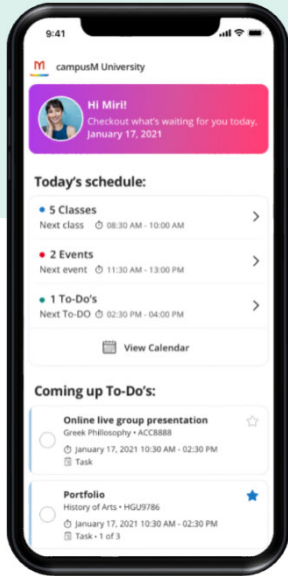 9:41
campusM University
Hi Miri!
Checkout what's waiting for you today,
January 17, 2021
Today's schedule:
5 Classes
Next class 08:30 AM - 10:00 AM
2 Events
Next event 11:30 AM - 13:00 PM
1 To-Do's
Next To-DO 02:30 PM - 04:00 PM
View Calendar
Coming up To-Do's:
Online live group presentation
Greek Phillosophy • ACC8888
January 17, 2021 10:30 AM - 02:30 PM
Task
Portfolio
History of Arts • HGU9786
January 17, 2021 10:30 AM - 02:30 PM
Task • 1 of 3